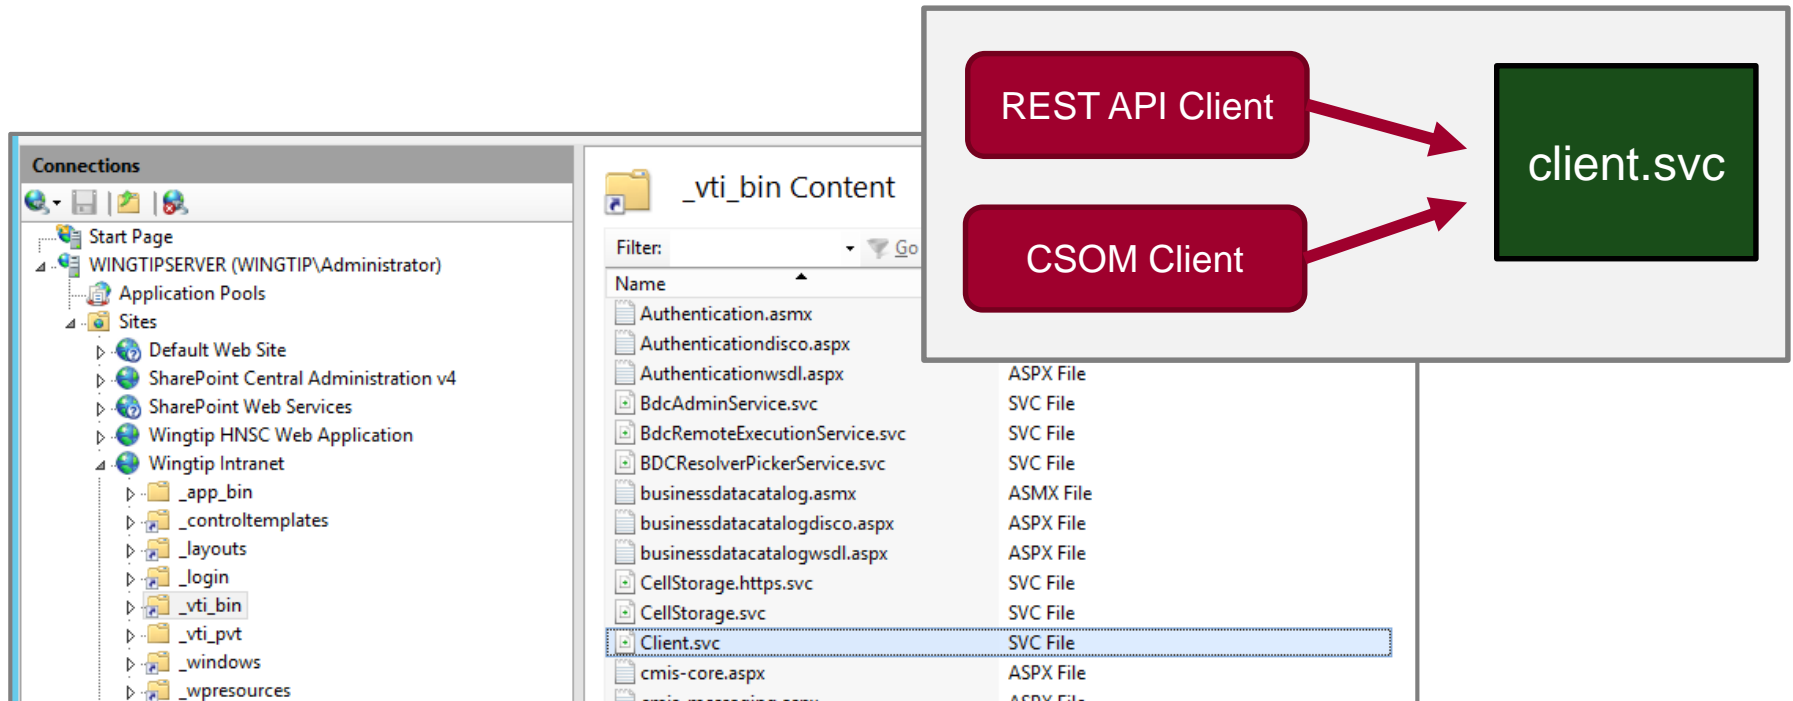 REST API Client
client.svc
CSOM Client
Connections
Start Page
WINGTIPSERVER (WINGTIP\Administrator)
Application Pools
Sites
Default Web Site
SharePoint Central Administration v4
SharePoint Web Services
Wingtip HNSC Web Application
Wingtip Intranet
_app_bin
_controltemplates
_layouts
_login
_vti_bin
_vti_pvt
_windows
_wpresources
_vti_bin Content
Filter: Go
Name
Authentication.asmx
Authenticationdisco.aspx
Authenticationwsdl.aspx ASPX File
BdcAdminService.svc SVC File
BdcRemoteExecutionService.svc SVC File
BDCResolverPickerService.svc SVC File
businessdatacatalog.asmx ASMX File
businessdatacatalogdisco.aspx ASPX File
businessdatacatalogwsdl.aspx ASPX File
CellStorage.https.svc SVC File
CellStorage.svc SVC File
Client.svc SVC File
cmis-core.aspx ASPX File